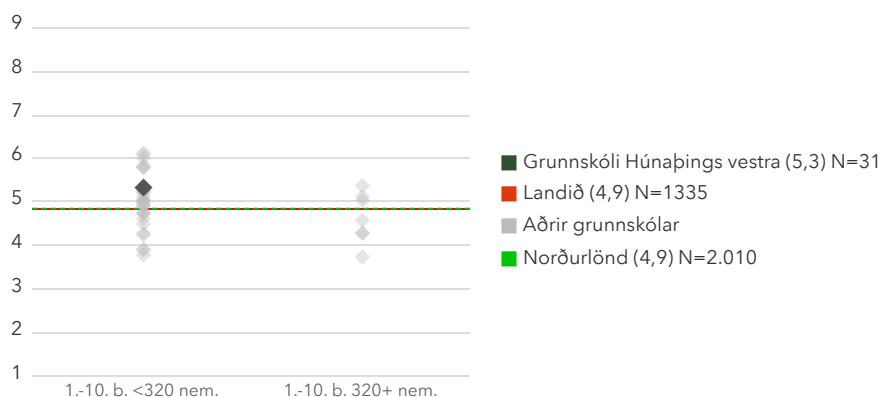 9
8
7
6
5
4
3
2
1
1.-10. b. <320 nem.
1.-10. b. 320+ nem.
Grunnskóli Húnaþings vestra (5,3) N=31
Landið (4,9) N=1335
Aðrir grunnskólar
Norðurlönd (4,9) N=2.010